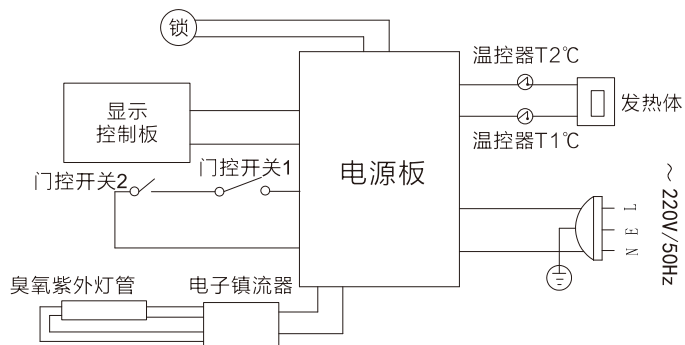 锁
温控器T2℃
显示
控制板
发热体
温控器T1℃
门控开关1
门控开关2
电源板
～220V/50Hz
L
E
N
臭氧紫外灯管
电子镇流器